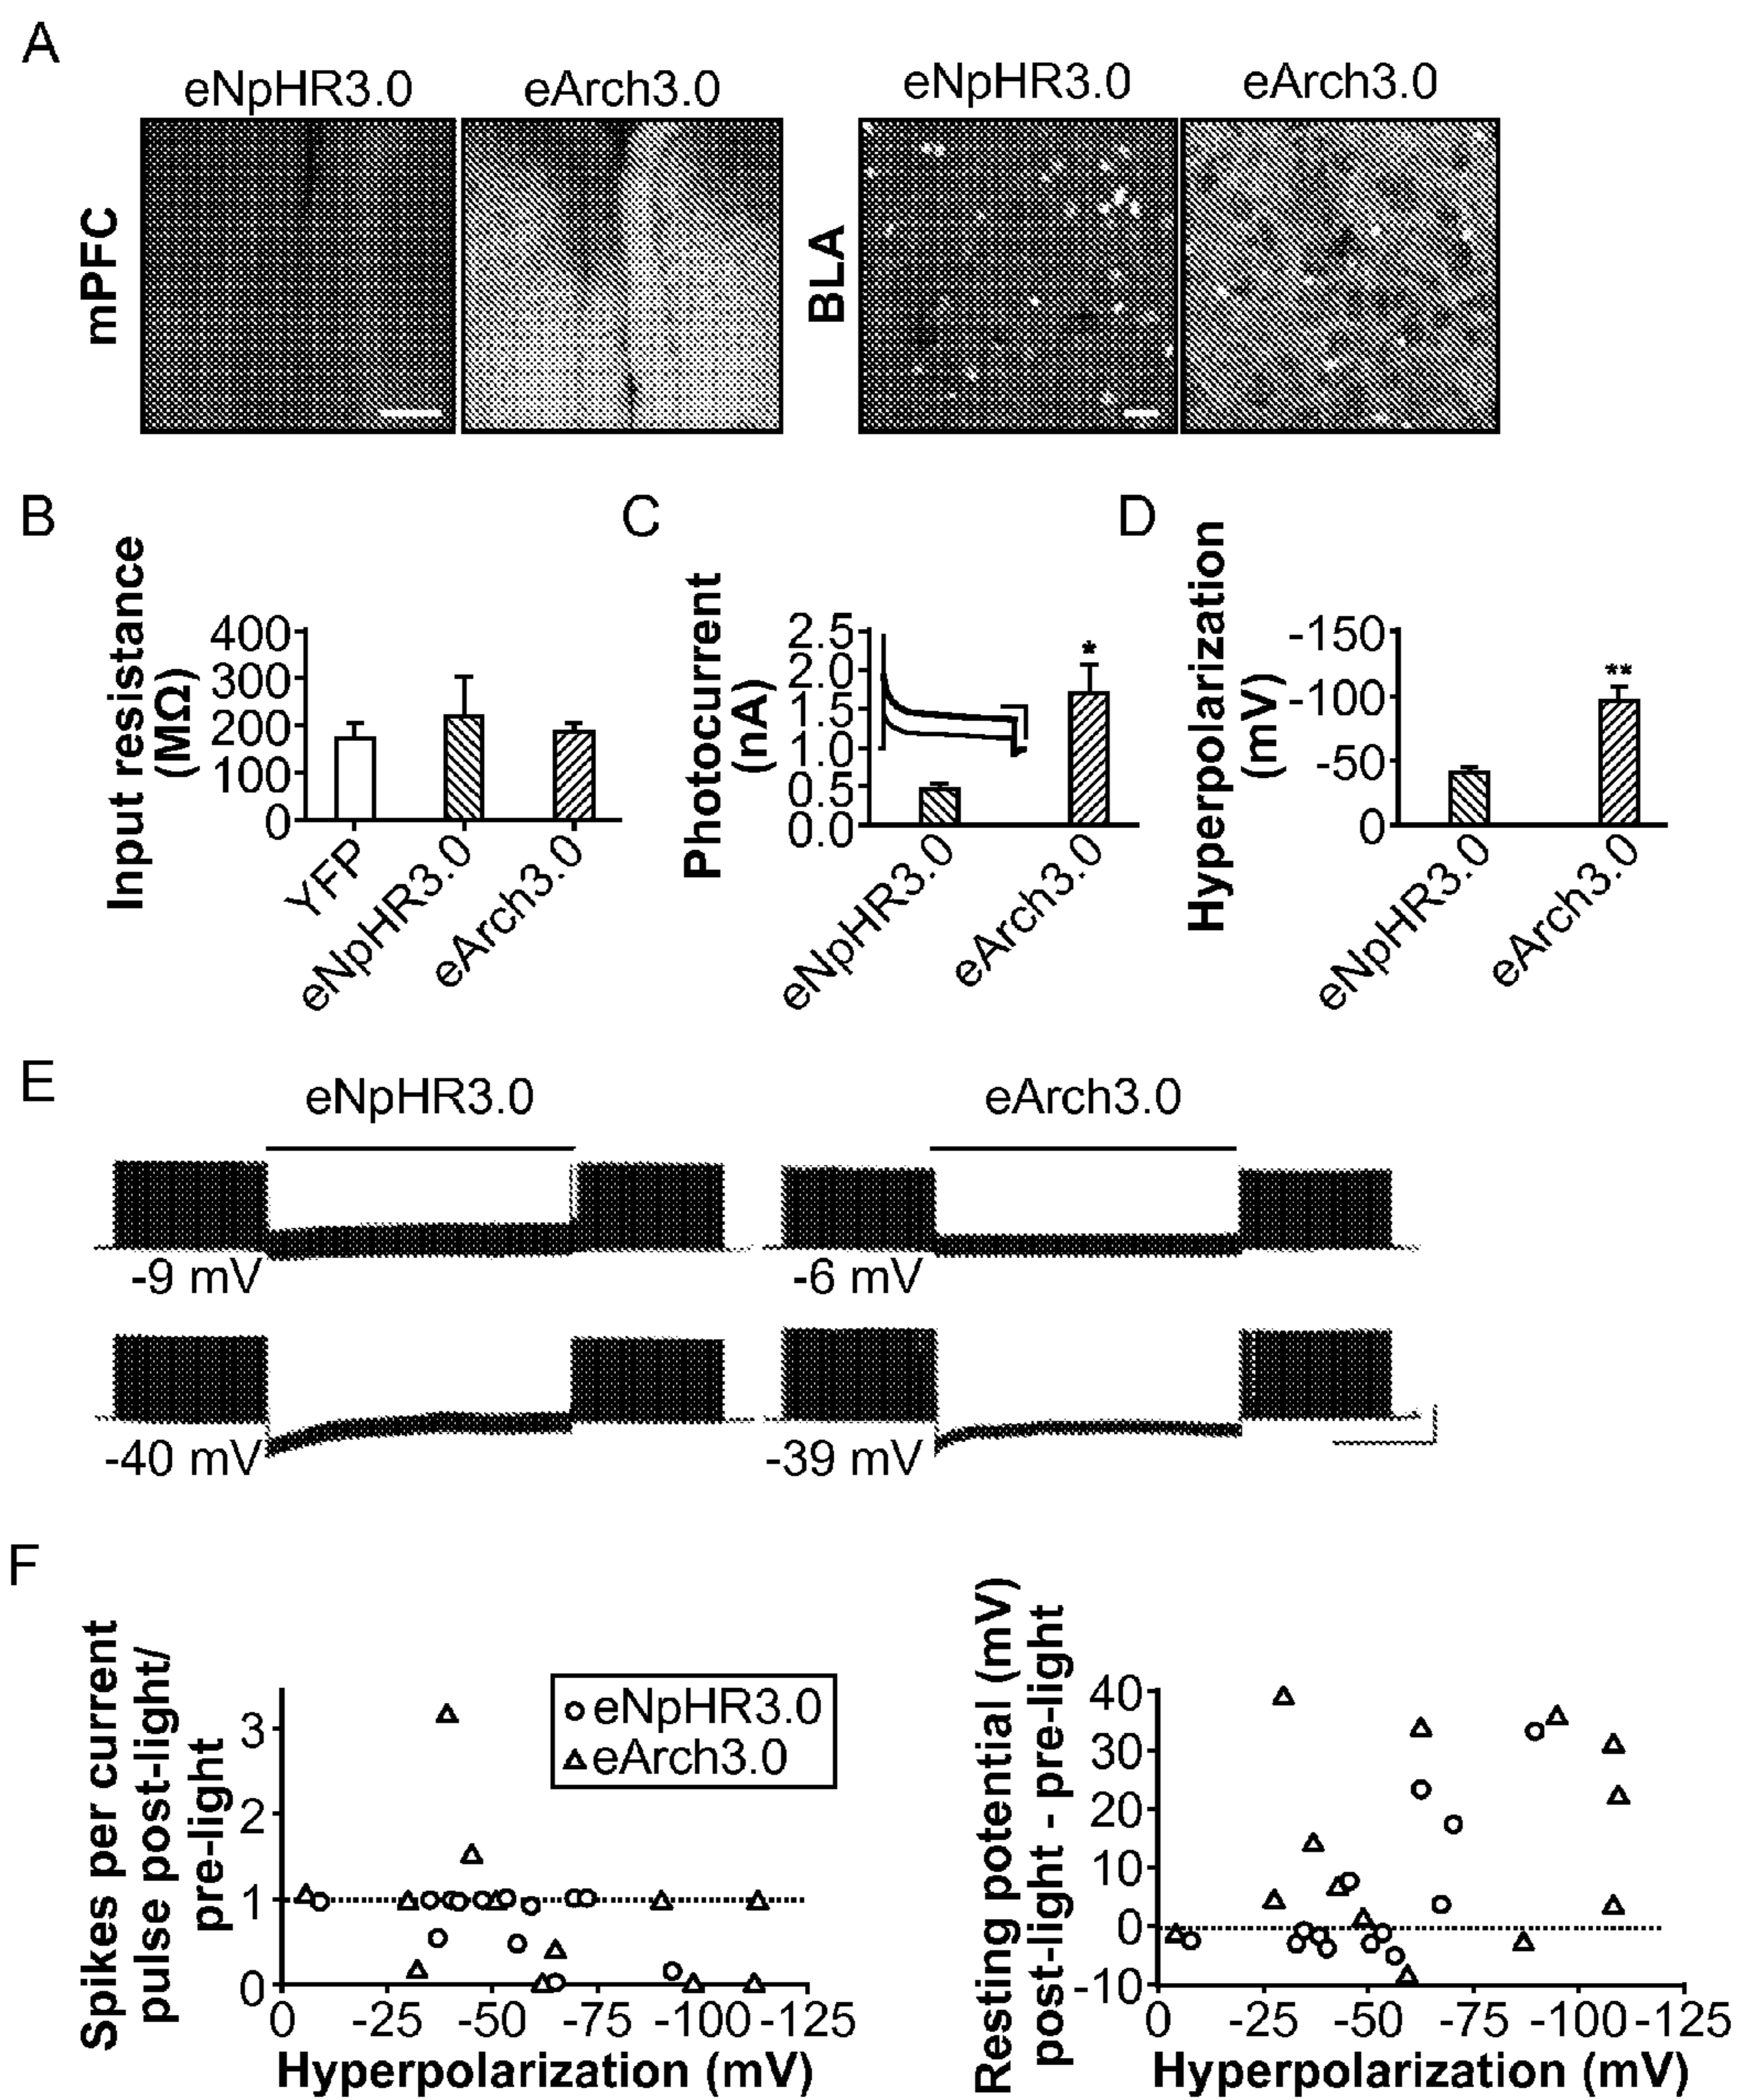 A
eNpHR3.0
eArch3.0
eNpHR3.0
eArch3.0
mPFC
BLA
B
Input resistance
(MΩ)
400
300
200
100
0
YFP
eNpHR3.0
eArch3.0
C
Photocurrent
(nA)
2.5
2.0
1.5
1.0
0.5
0.0
*
eNpHR3.0
eArch3.0
D
Hyperpolarization
(mV)
-150
-100
-50
0
**
eNpHR3.0
eArch3.0
E
eNpHR3.0
eArch3.0
-9 mV
-6 mV
-40 mV
-39 mV
F
Spikes per current
pulse post-light/
pre-light
3
2
1
0
eNpHR3.0
eArch3.0
0 -25 -50 -75 -100 -125
Hyperpolarization (mV)
Resting potential (mV)
post-light - pre-light
40
30
20
10
0
-10
0 -25 -50 -75 -100 -125
Hyperpolarization (mV)